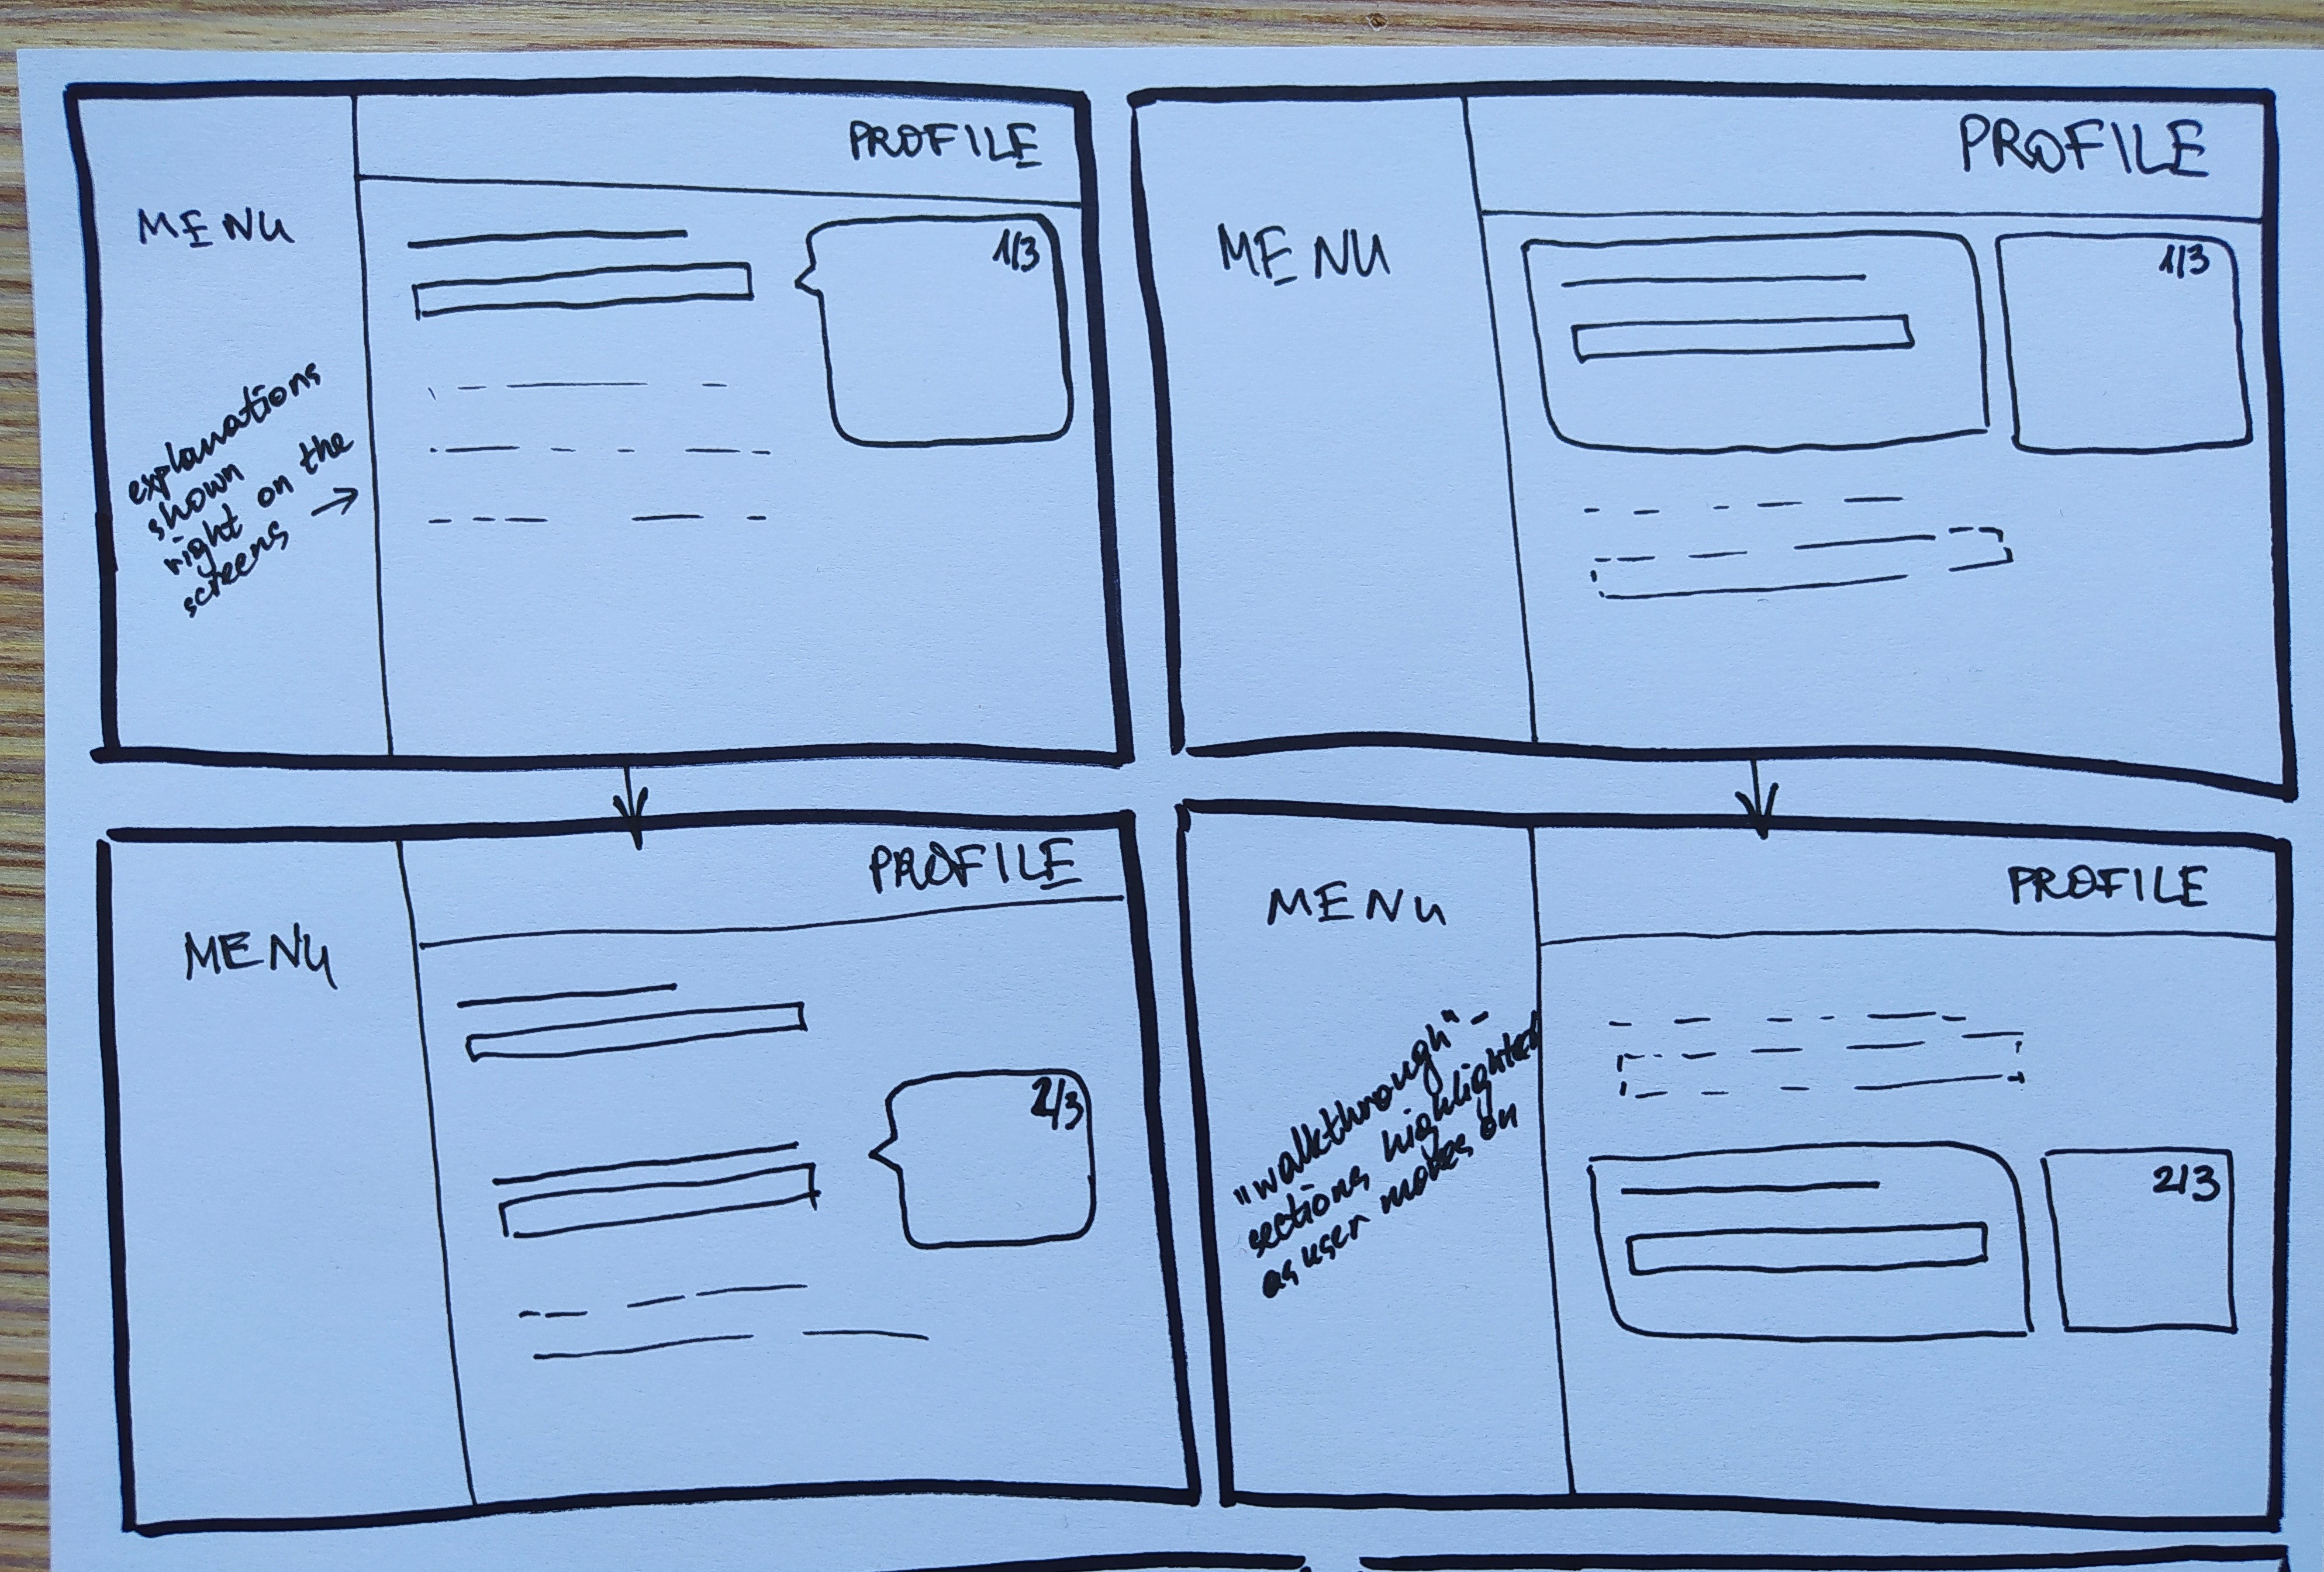 PROFILE
MENU
1/3
explanations
shown
right on the
screens →
PROFILE
MENU
1/3
PROFILE
MENU
2/3
PROFILE
MENU
"walkthrough" -
sections highlighted
as user moves on
2/3